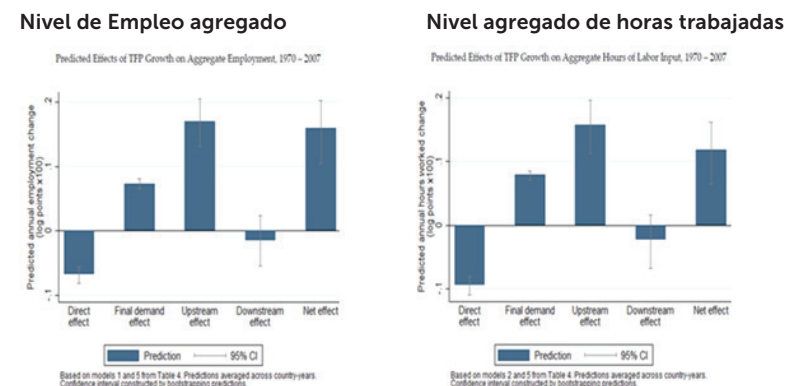 Nivel de Empleo agregado
Predicted Effects of TFP Growth on Aggregate Employment, 1970 – 2007
Predicted annual employment change
(log points x100)
.2
.1
0
-.1
Direct
effect
Final demand
effect
Upstream
effect
Downstream
effect
Net effect
Prediction
95% CI
Based on models 1 and 5 from Table 4. Predictions averaged across country-years.
Confidence interval constructed by bootstrapping predictions.
Nivel agregado de horas trabajadas
Predicted Effects of TFP Growth on Aggregate Hours of Labor Input, 1970 – 2007
Predicted annual hours worked change
(log points x100)
.2
.1
0
-.1
Direct
effect
Final demand
effect
Upstream
effect
Downstream
effect
Net effect
Prediction
95% CI
Based on models 2 and 5 from Table 4. Predictions averaged across country-years.
Confidence interval constructed by bootstrapping predictions.